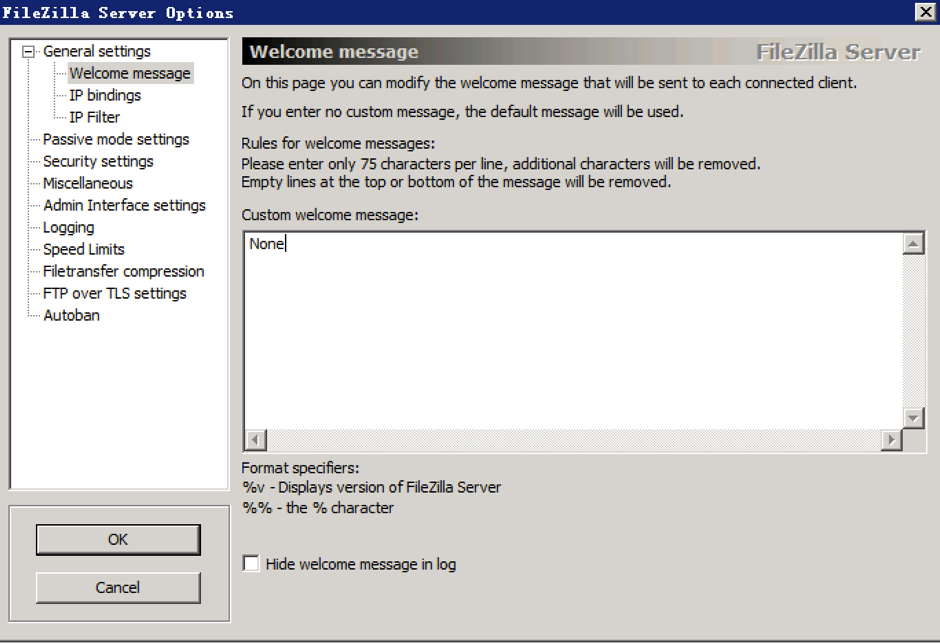 FileZilla Server Options
General settings
Welcome message
IP bindings
IP Filter
Passive mode settings
Security settings
Miscellaneous
Admin Interface settings
Logging
Speed Limits
Filetransfer compression
FTP over TLS settings
Autoban
OK
Cancel
Welcome message
FileZilla Server
On this page you can modify the welcome message that will be sent to each connected client.
If you enter no custom message, the default message will be used.
Rules for welcome messages:
Please enter only 75 characters per line, additional characters will be removed.
Empty lines at the top or bottom of the message will be removed.
Custom welcome message:
None
Format specifiers:
%v - Displays version of FileZilla Server
%% - the % character
Hide welcome message in log